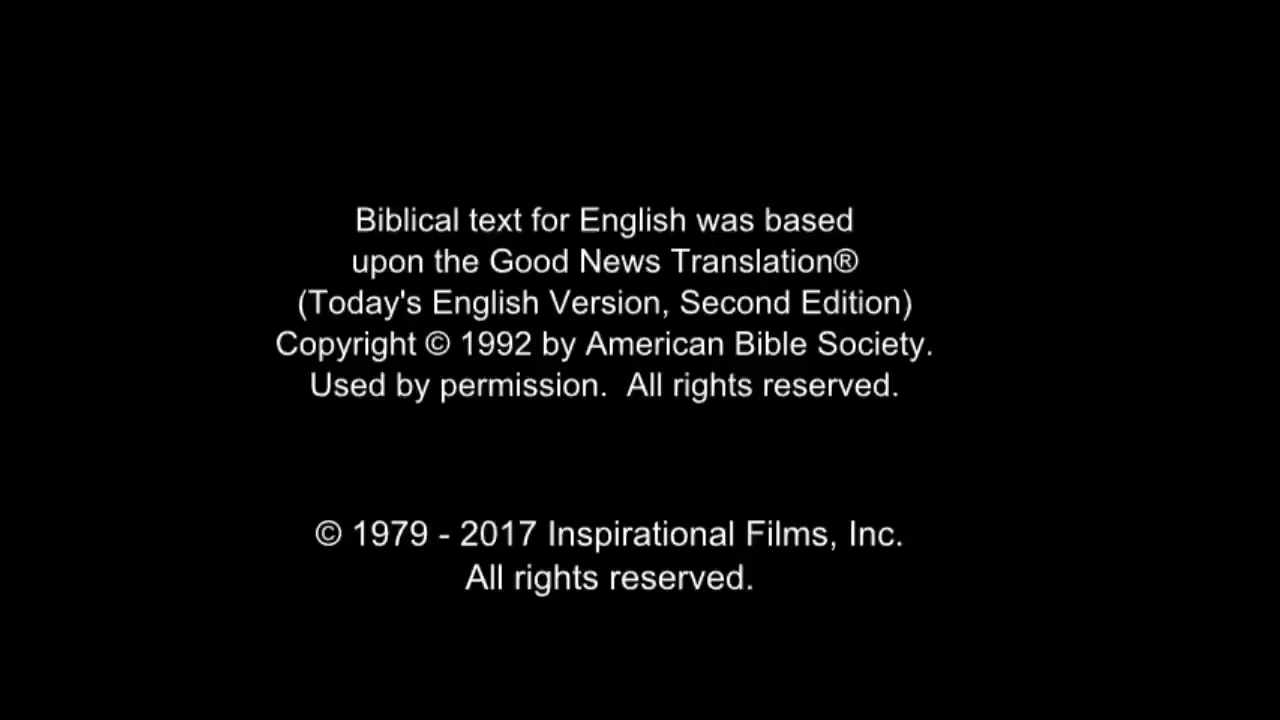 Biblical text for English was based
upon the Good News Translation®
(Today's English Version, Second Edition)
Copyright © 1992 by American Bible Society.
Used by permission.  All rights reserved.
© 1979 - 2017 Inspirational Films, Inc.
All rights reserved.